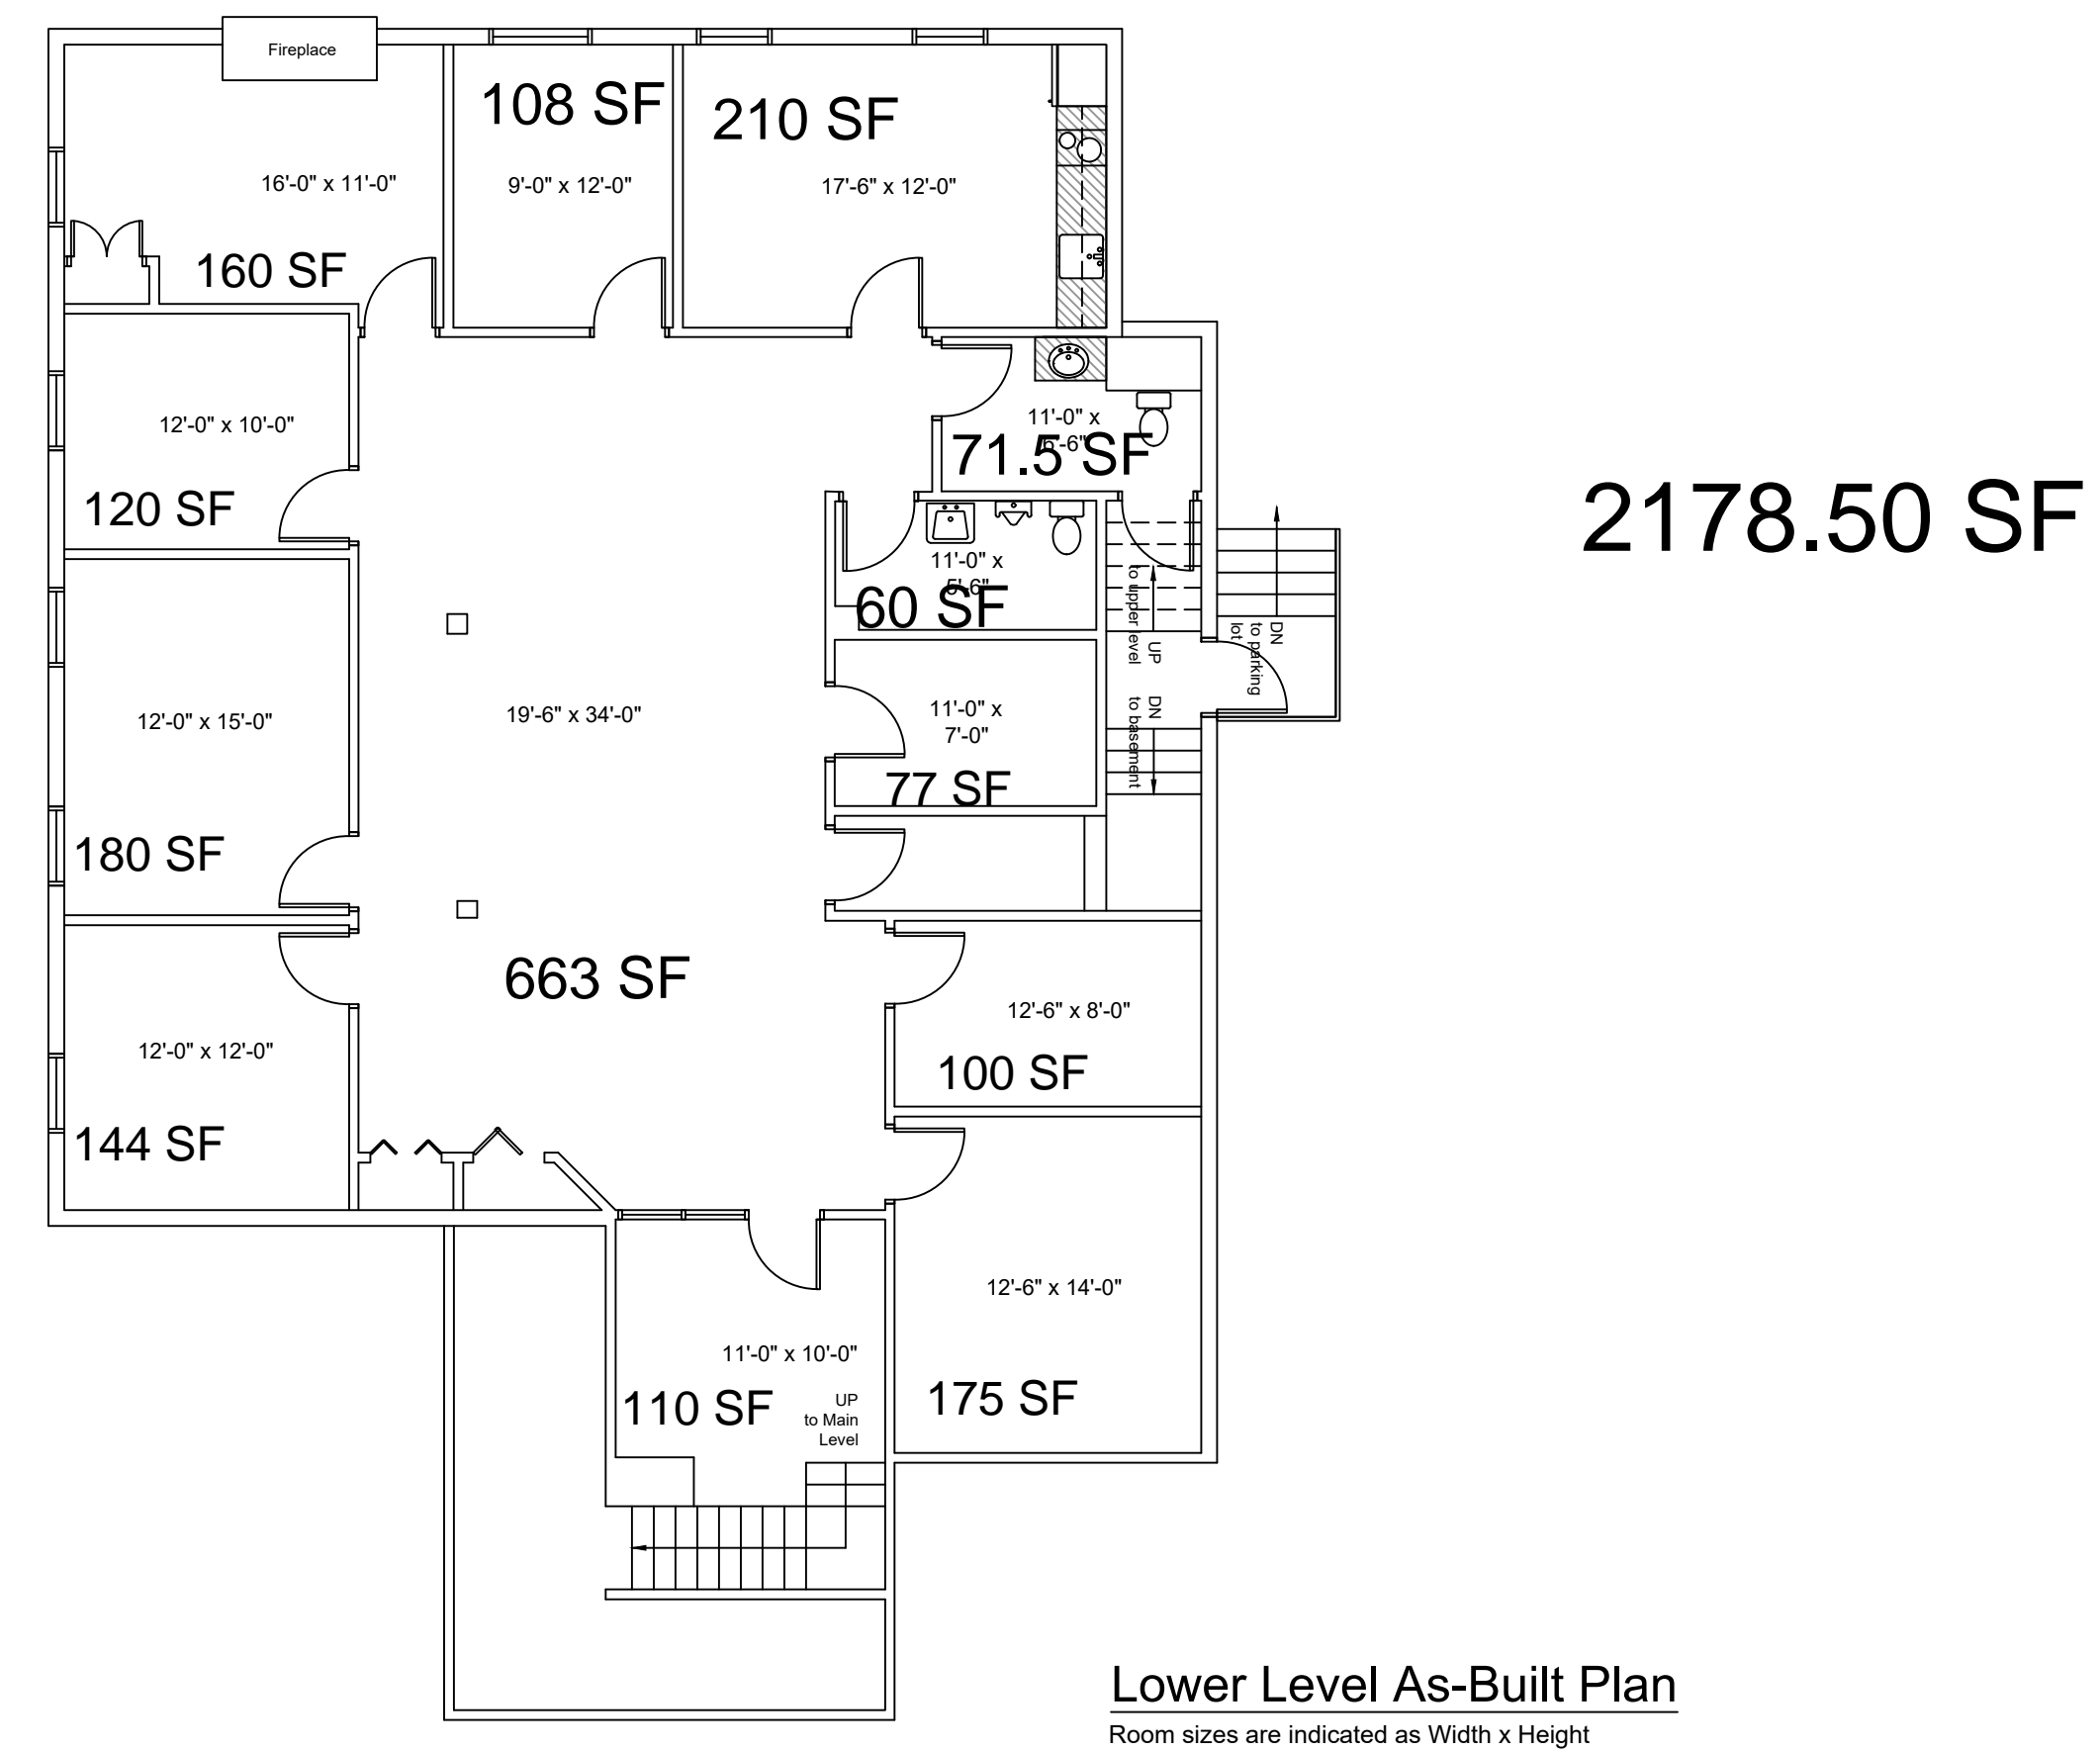 Fireplace
108 SF
210 SF
16'-0" x 11'-0"
9'-0" x 12'-0"
17'-6" x 12'-0"
160 SF
12'-0" x 10'-0"
120 SF
11'-0" x
6'-6"
71.5 SF
2178.50 SF
11'-0" x
5'-6"
60 SF
UP
to upper level
DN
to parking
lot
DN
to basement
12'-0" x 15'-0"
19'-6" x 34'-0"
11'-0" x
7'-0"
77 SF
180 SF
663 SF
12'-6" x 8'-0"
100 SF
12'-0" x 12'-0"
144 SF
12'-6" x 14'-0"
11'-0" x 10'-0"
110 SF
UP
to Main
Level
175 SF
Lower Level As-Built Plan
Room sizes are indicated as Width x Height